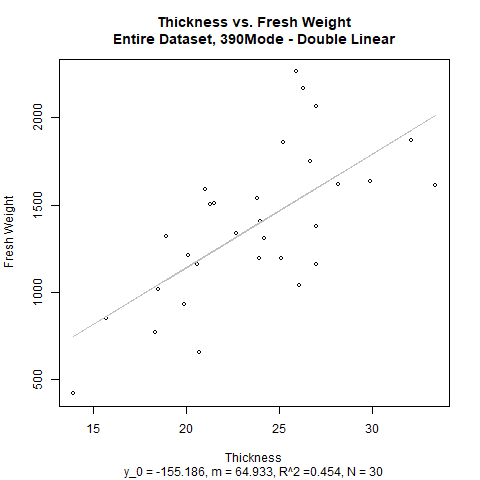 Thickness vs. Fresh Weight
Entire Dataset, 390Mode - Double Linear
Fresh Weight
2000
1500
1000
500
15 20 25 30
Thickness
y_0 = -155.186, m = 64.933, R^2 =0.454, N = 30